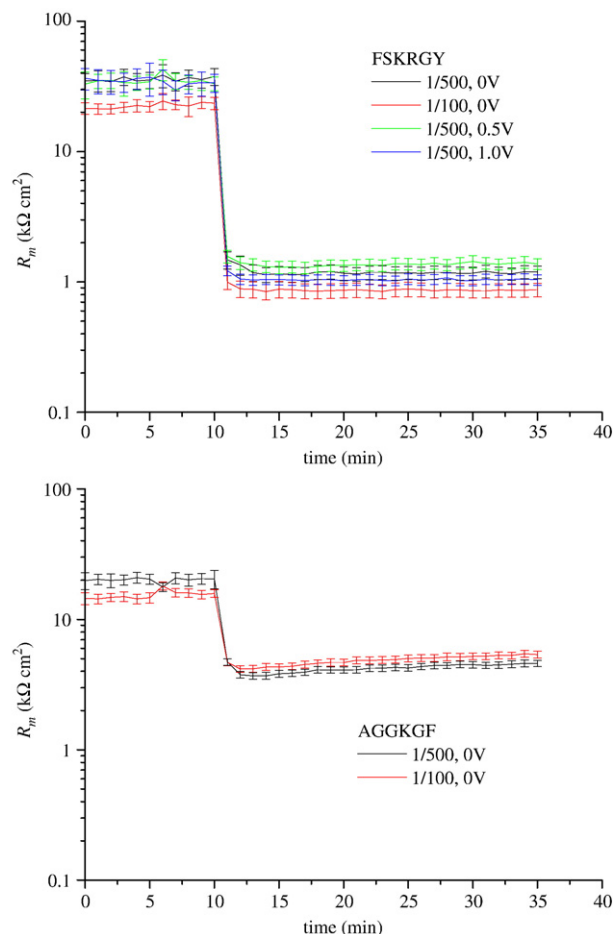 100
FSKRGY
1/500, 0V
1/100, 0V
1/500, 0.5V
1/500, 1.0V
10
Rm (kΩ cm2)
1
0.1
0 5 10 15 20 25 30 35 40
time (min)
100
10
Rm (kΩ cm2)
1
AGGKGF
1/500, 0V
1/100, 0V
0.1
0 5 10 15 20 25 30 35 40
time (min)